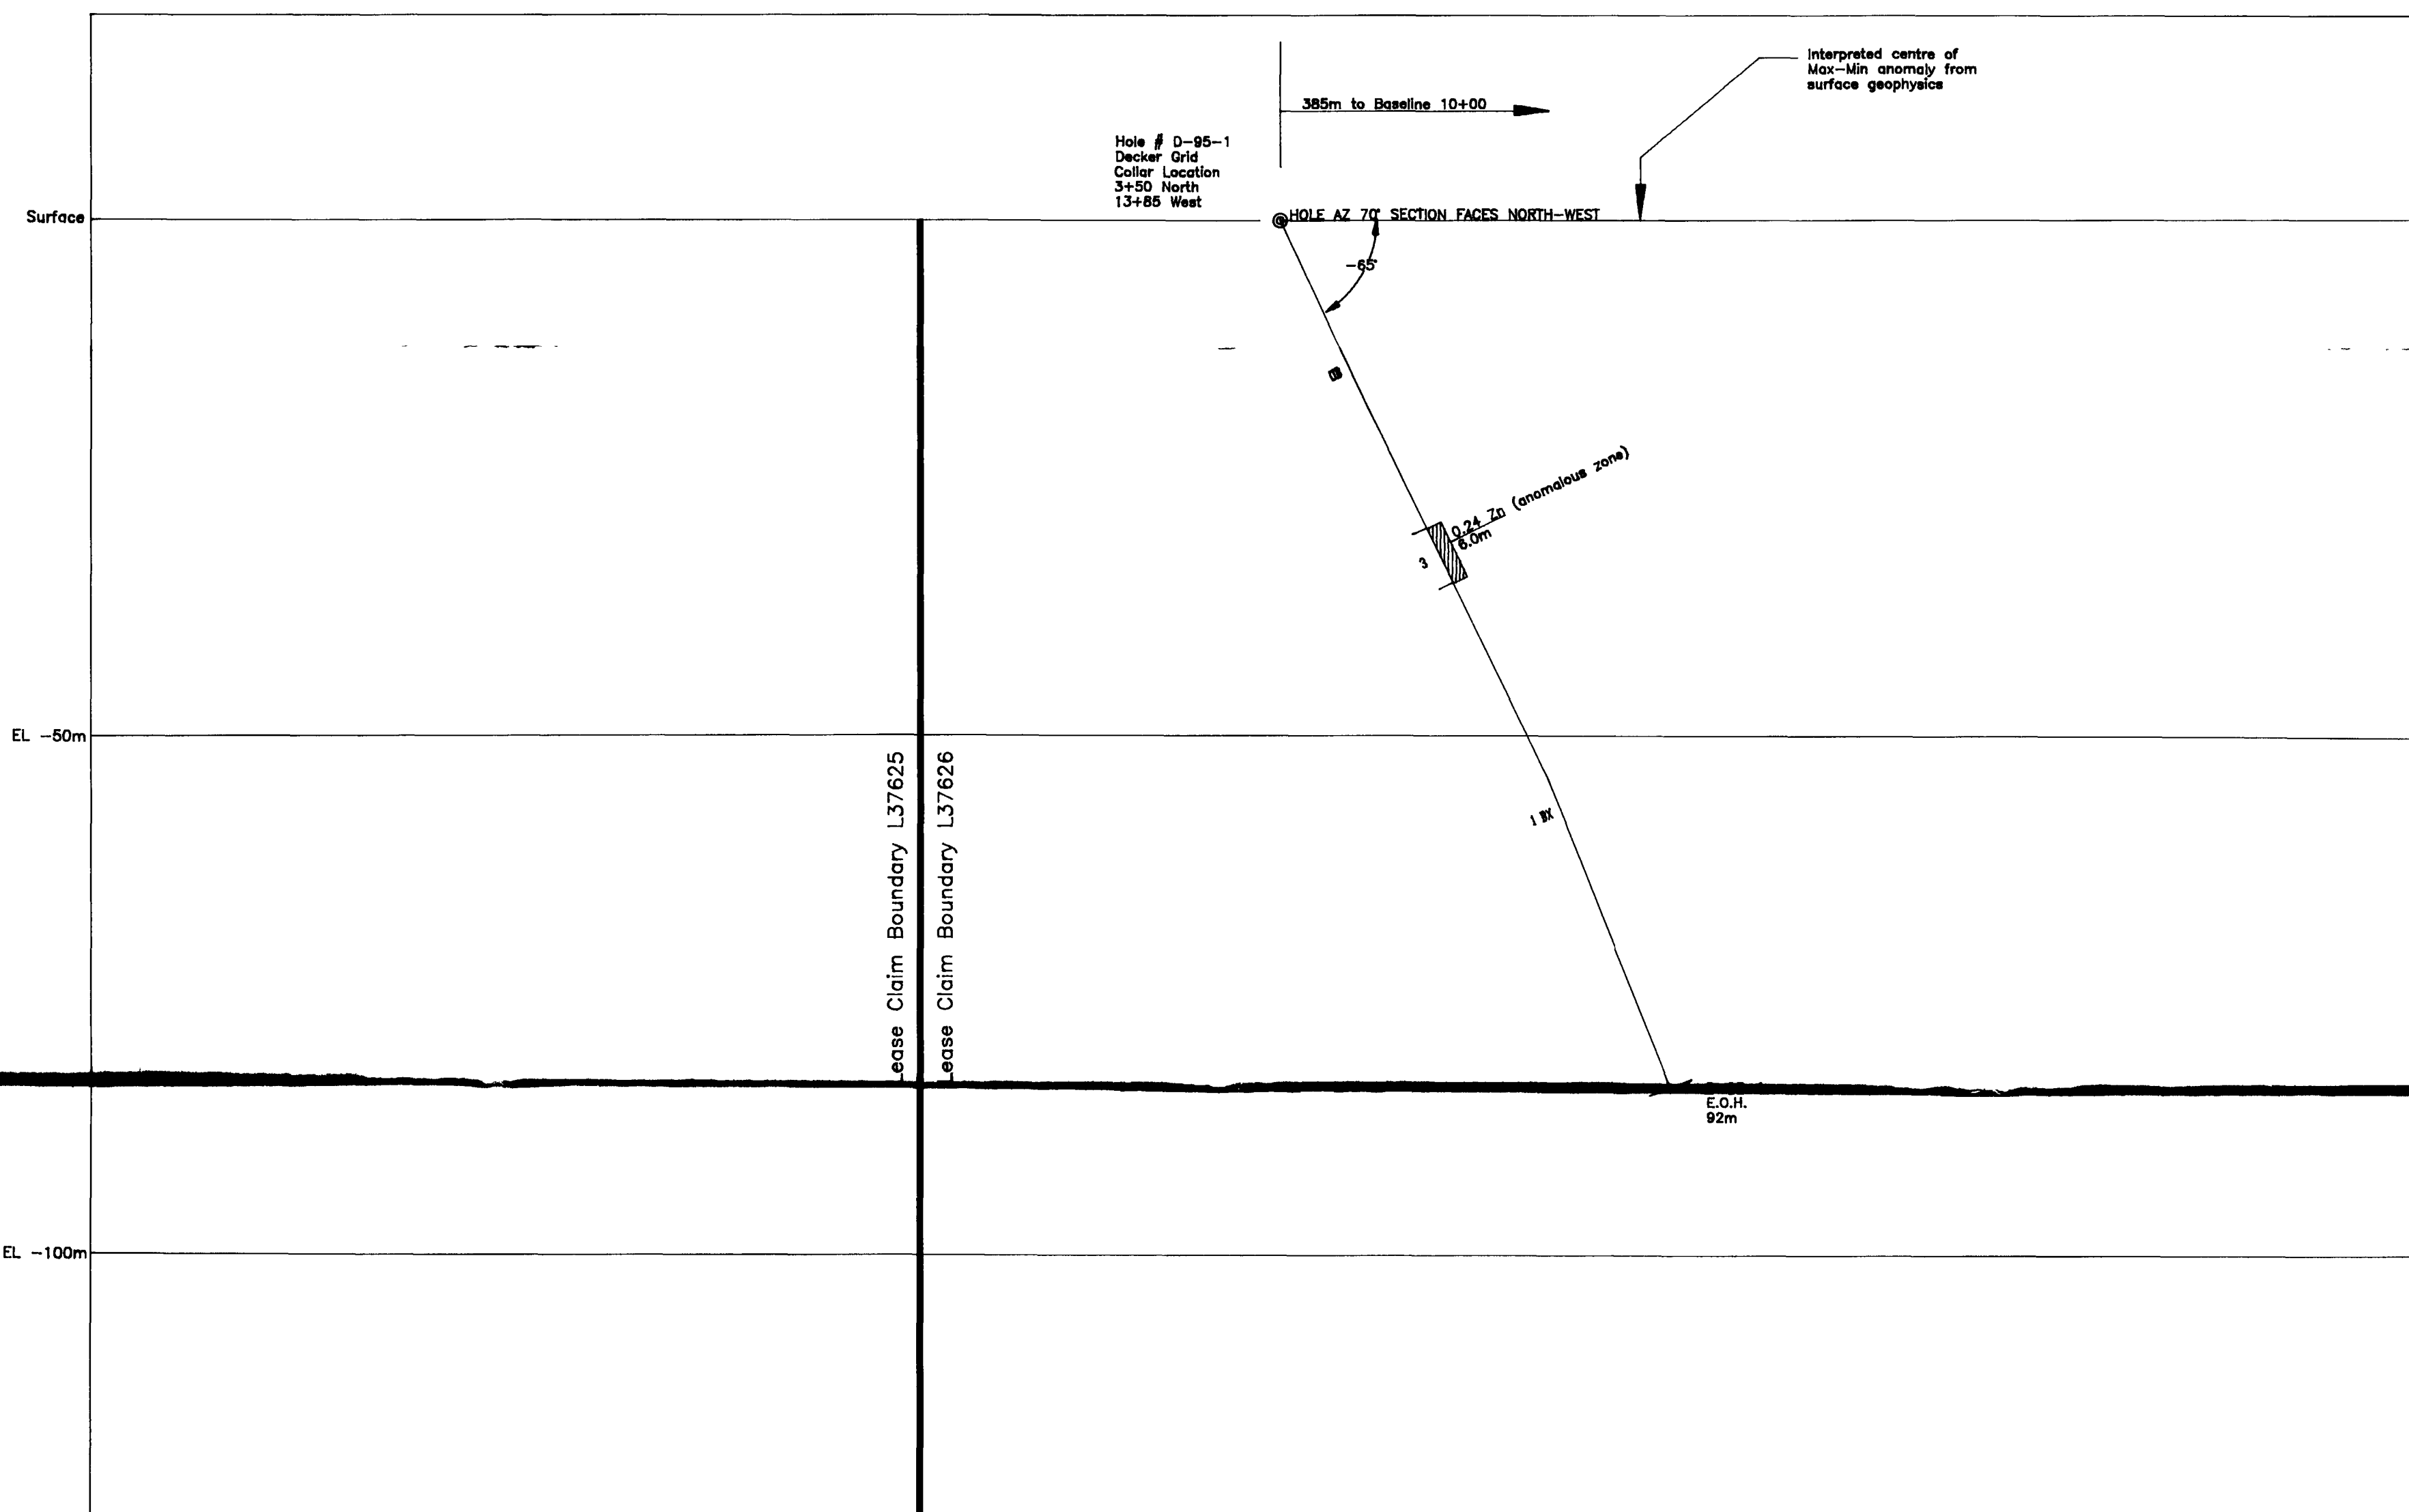 Interpreted centre of
Max-Min anomaly from
surface geophysics
385m to Baseline 10+00
Hole # D-95-1
Decker Grid
Collar Location
3+50 North
13+85 West
Surface
HOLE AZ 70° SECTION FACES NORTH-WEST
-65°
0.24 Zn (anomalous zone)
6.0m
3
EL -50m
Lease Claim Boundary L37625
Lease Claim Boundary L37626
1 BX
E.O.H.
92m
EL -100m